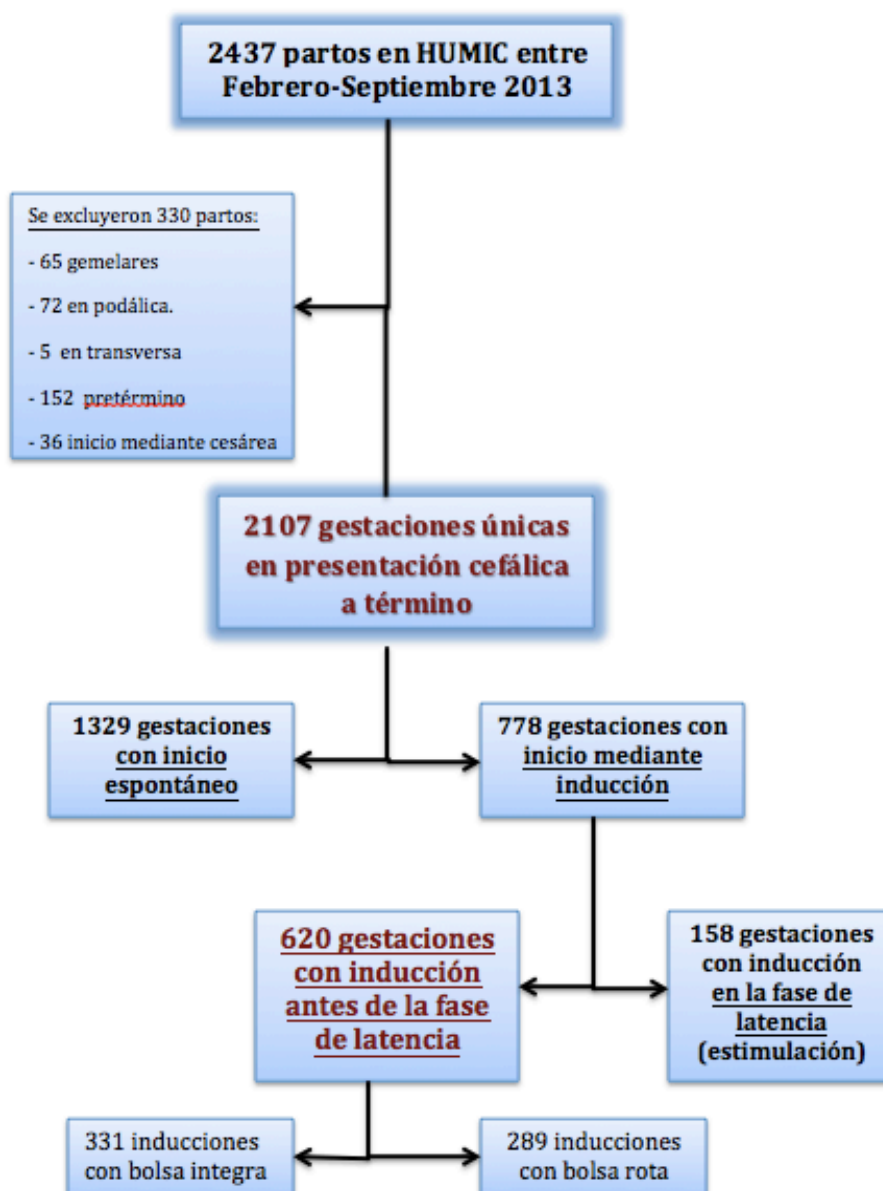 2437 partos en HUMIC entre
Febrero-Septiembre 2013
Se excluyeron 330 partos:
- 65 gemelares
- 72 en podálica.
- 5 en transversa
- 152 pretérmino
- 36 inicio mediante cesárea
2107 gestaciones únicas
en presentación cefálica
a término
1329 gestaciones
con inicio
espontáneo
778 gestaciones con
inicio mediante
inducción
620 gestaciones
con inducción
antes de la fase
de latencia
158 gestaciones
con inducción
en la fase de
latencia
(estimulación)
331 inducciones
con bolsa integra
289 inducciones
con bolsa rota